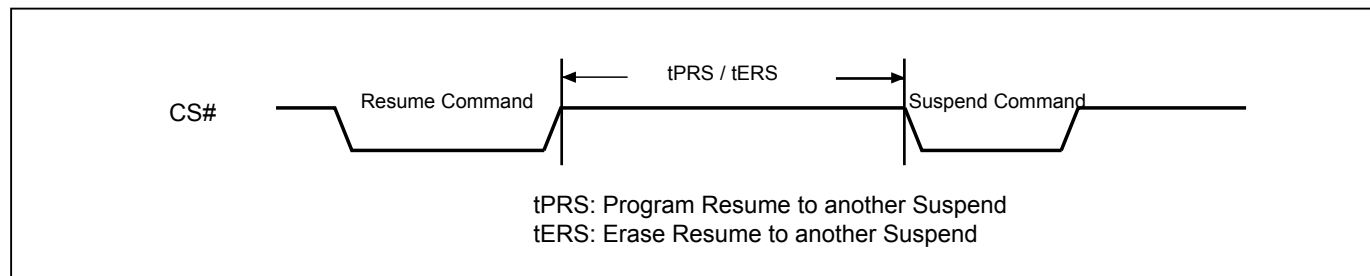 tPRS / tERS
CS#
Resume Command
Suspend Command
tPRS: Program Resume to another Suspend
tERS: Erase Resume to another Suspend